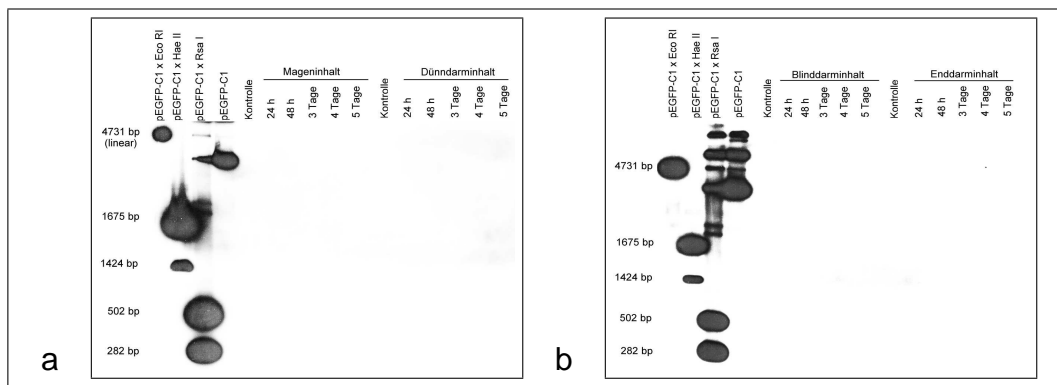 pEGFP-C1 x Eco RI
pEGFP-C1 x Hae II
pEGFP-C1 x Rsa I
pEGFP-C1
Kontrolle
Mageninhalt
24 h
48 h
3 Tage
4 Tage
5 Tage
Kontrolle
Dünndarminhalt
24 h
48 h
3 Tage
4 Tage
5 Tage
4731 bp
(linear)
1675 bp
1424 bp
502 bp
282 bp
a
pEGFP-C1 x Eco RI
pEGFP-C1 x Hae II
pEGFP-C1 x Rsa I
pEGFP-C1
Kontrolle
Blinddarminhalt
24 h
48 h
3 Tage
4 Tage
5 Tage
Kontrolle
Enddarminhalt
24 h
48 h
3 Tage
4 Tage
5 Tage
4731 bp
1675 bp
1424 bp
502 bp
282 bp
b